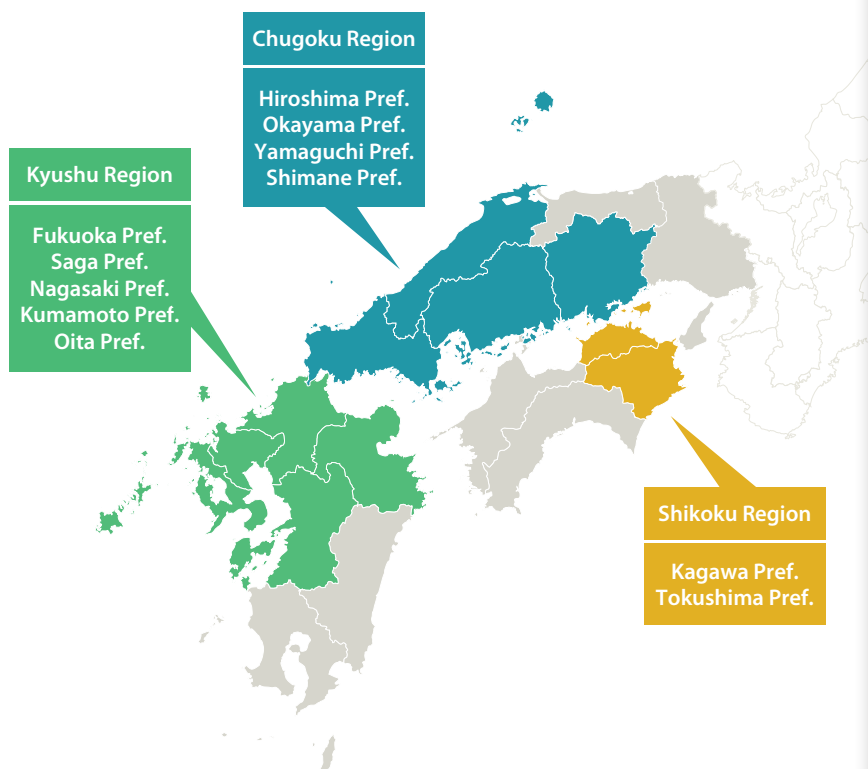 Chugoku Region
Hiroshima Pref.
Okayama Pref.
Yamaguchi Pref.
Shimane Pref.
Kyushu Region
Fukuoka Pref.
Saga Pref.
Nagasaki Pref.
Kumamoto Pref.
Oita Pref.
Shikoku Region
Kagawa Pref.
Tokushima Pref.